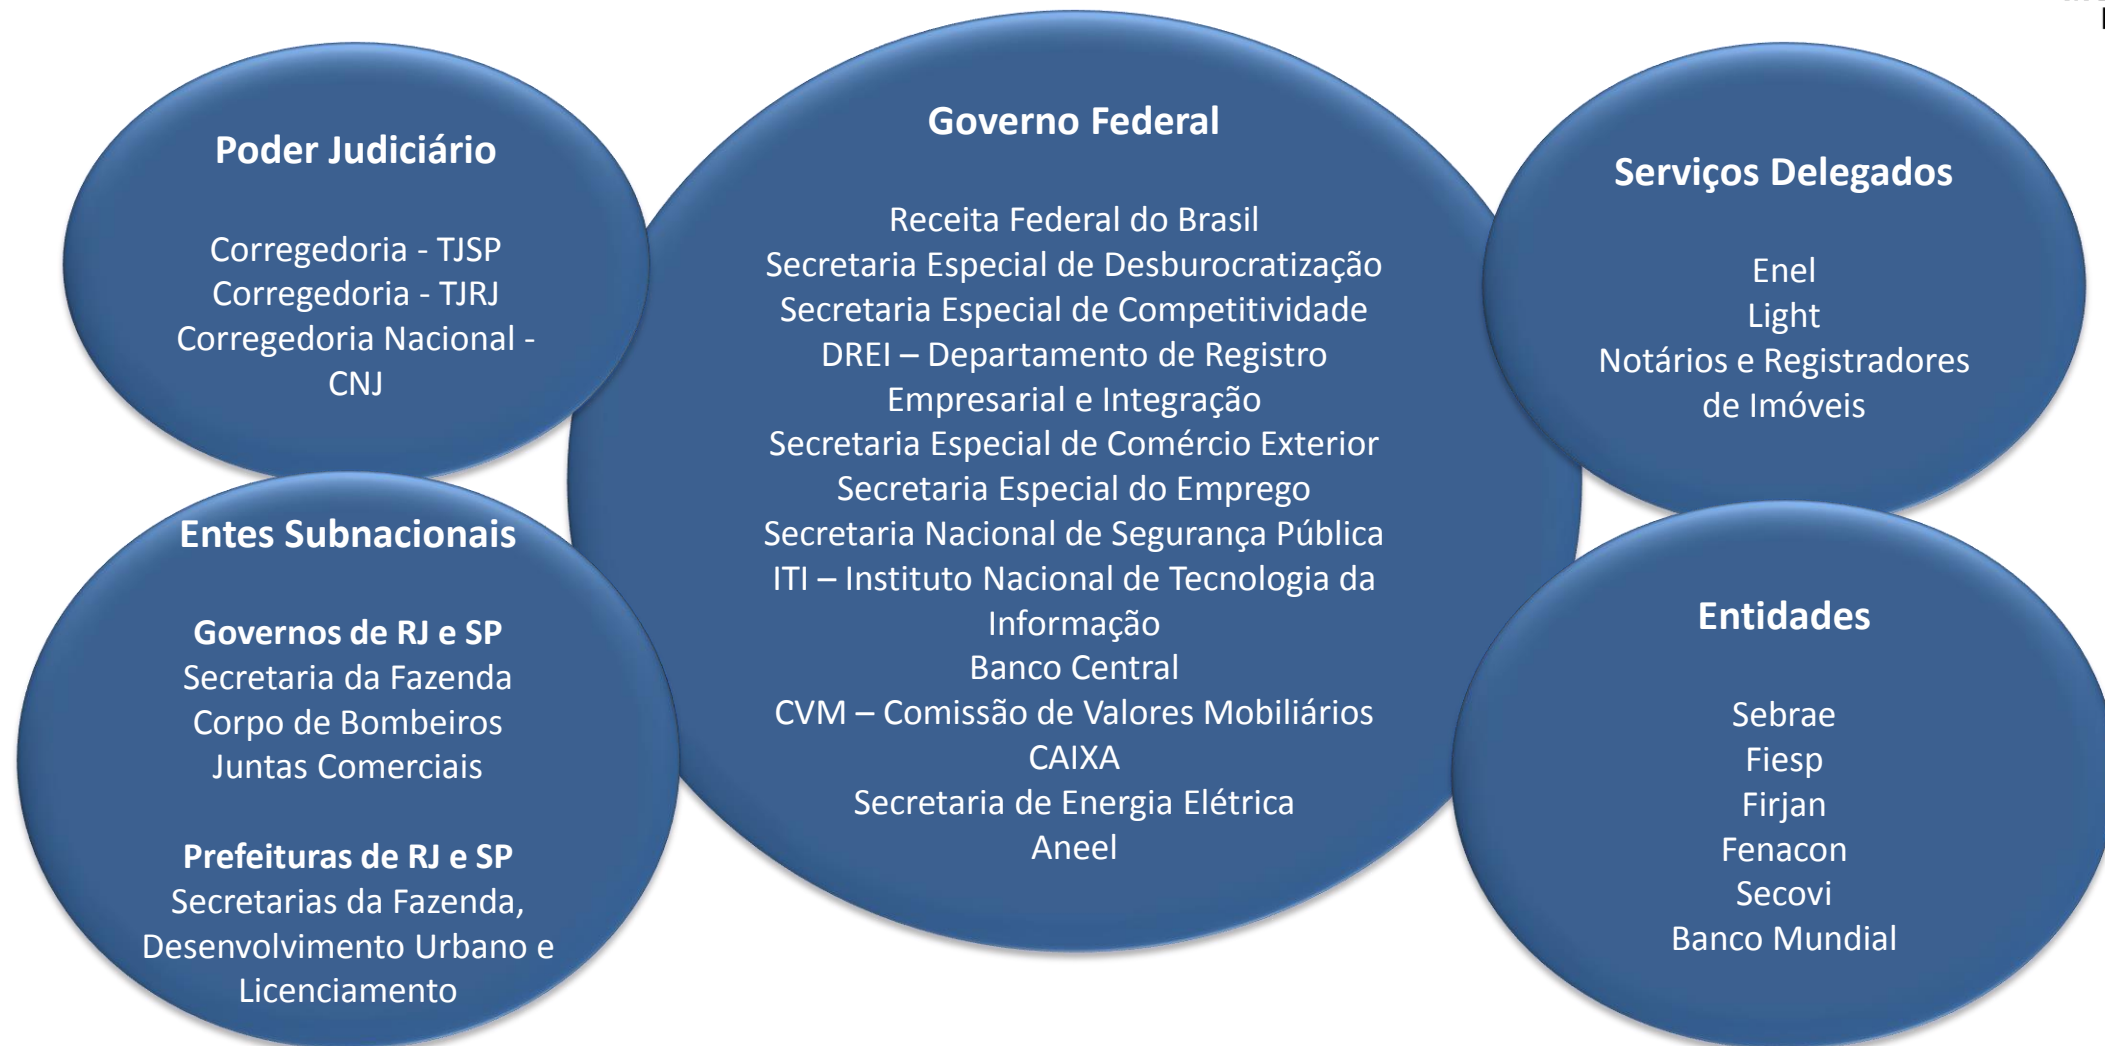 Poder Judiciário
Corregedoria - TJSP
Corregedoria - TJRJ
Corregedoria Nacional -
CNJ
Entes Subnacionais
Governos de RJ e SP
Secretaria da Fazenda
Corpo de Bombeiros
Juntas Comerciais
Prefeituras de RJ e SP
Secretarias da Fazenda,
Desenvolvimento Urbano e
Licenciamento
Governo Federal
Receita Federal do Brasil
Secretaria Especial de Desburocratização
Secretaria Especial de Competitividade
DREI – Departamento de Registro
Empresarial e Integração
Secretaria Especial de Comércio Exterior
Secretaria Especial do Emprego
Secretaria Nacional de Segurança Pública
ITI – Instituto Nacional de Tecnologia da
Informação
Banco Central
CVM – Comissão de Valores Mobiliários
CAIXA
Secretaria de Energia Elétrica
Aneel
Serviços Delegados
Enel
Light
Notários e Registradores
de Imóveis
Entidades
Sebrae
Fiesp
Firjan
Fenacon
Secovi
Banco Mundial